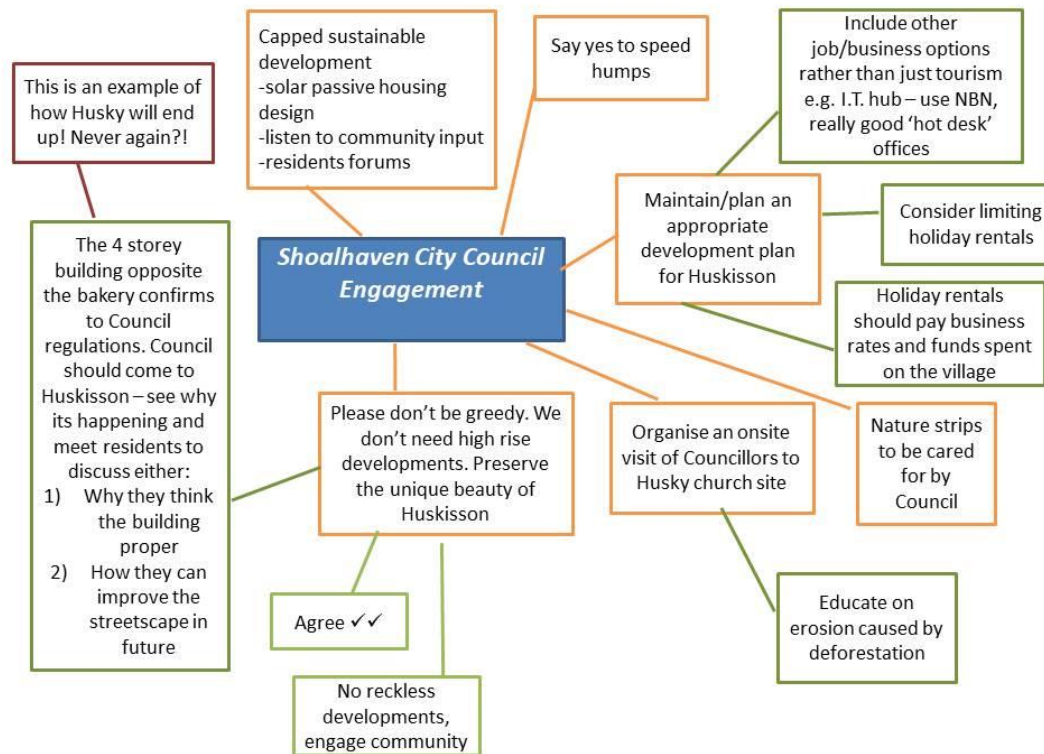 This is an example of
how Husky will end
up! Never again?!
Capped sustainable
development
-solar passive housing
design
-listen to community input
-residents forums
Say yes to speed
humps
Include other
job/business options
rather than just tourism
e.g. I.T. hub – use NBN,
really good ‘hot desk’
offices
Maintain/plan an
appropriate
development plan
for Huskisson
Consider limiting
holiday rentals
Holiday rentals
should pay business
rates and funds spent
on the village
Shoalhaven City Council
Engagement
The 4 storey
building opposite
the bakery confirms
to Council
regulations. Council
should come to
Huskisson – see why
its happening and
meet residents to
discuss either:
1) Why they think
the building
proper
2) How they can
improve the
streetscape in
future
Please don’t be greedy. We
don’t need high rise
developments. Preserve
the unique beauty of
Huskisson
Organise an onsite
visit of Councillors to
Husky church site
Nature strips
to be cared
for by
Council
Agree ✓✓
No reckless
developments,
engage community
Educate on
erosion caused by
deforestation